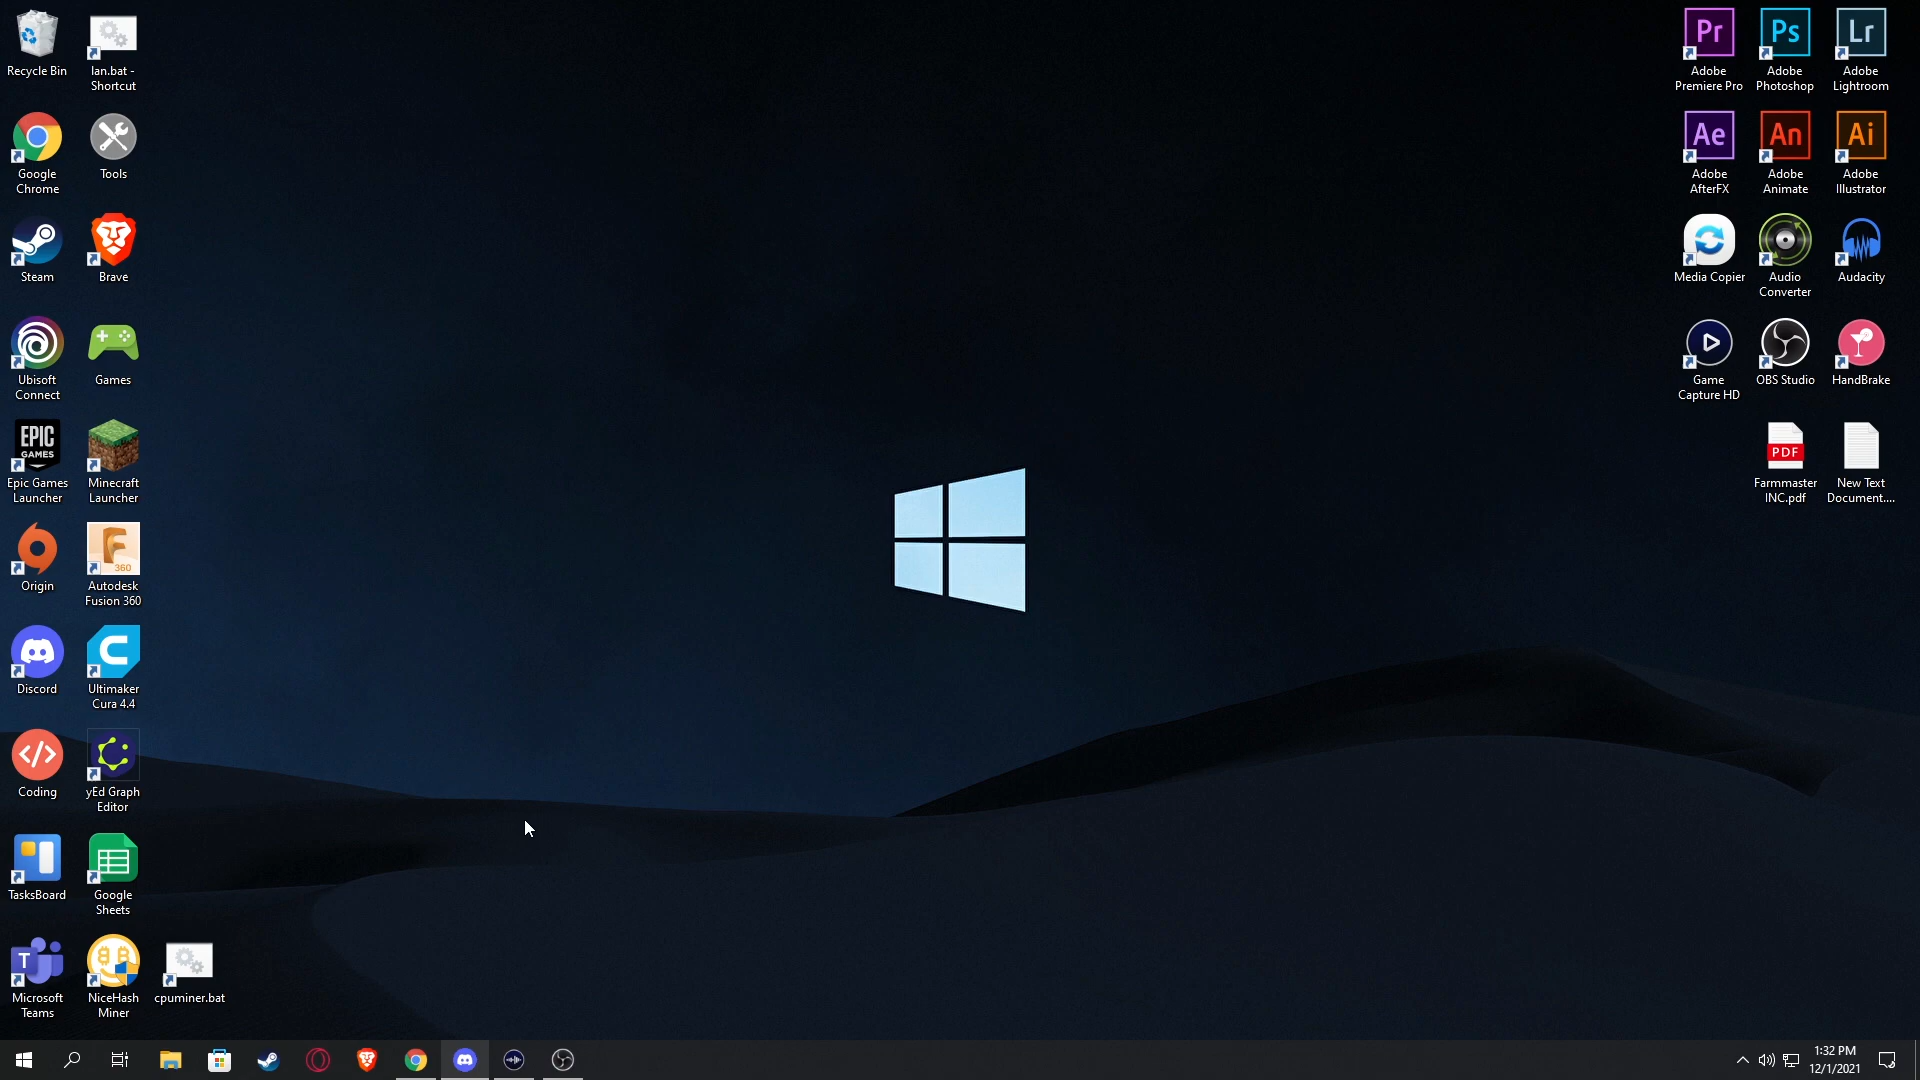 Recycle Bin
lan.bat -
Shortcut
Google
Chrome
Tools
Steam
Brave
Ubisoft
Connect
Games
EPIC
GAMES
Epic Games
Launcher
Minecraft
Launcher
Origin
360
Autodesk
Fusion 360
Discord
Ultimaker
Cura 4.4
Coding
yEd Graph
Editor
TasksBoard
Google
Sheets
T
Microsoft
Teams
NiceHash
Miner
cpuminer.bat
Pr
Adobe
Premiere Pro
Ps
Adobe
Photoshop
Lr
Adobe
Lightroom
Ae
Adobe
AfterFX
An
Adobe
Animate
Ai
Adobe
Illustrator
Media Copier
Audio
Converter
Audacity
Game
Capture HD
OBS Studio
HandBrake
PDF
Farmmaster
INC.pdf
New Text
Document....
1:32 PM
12/1/2021